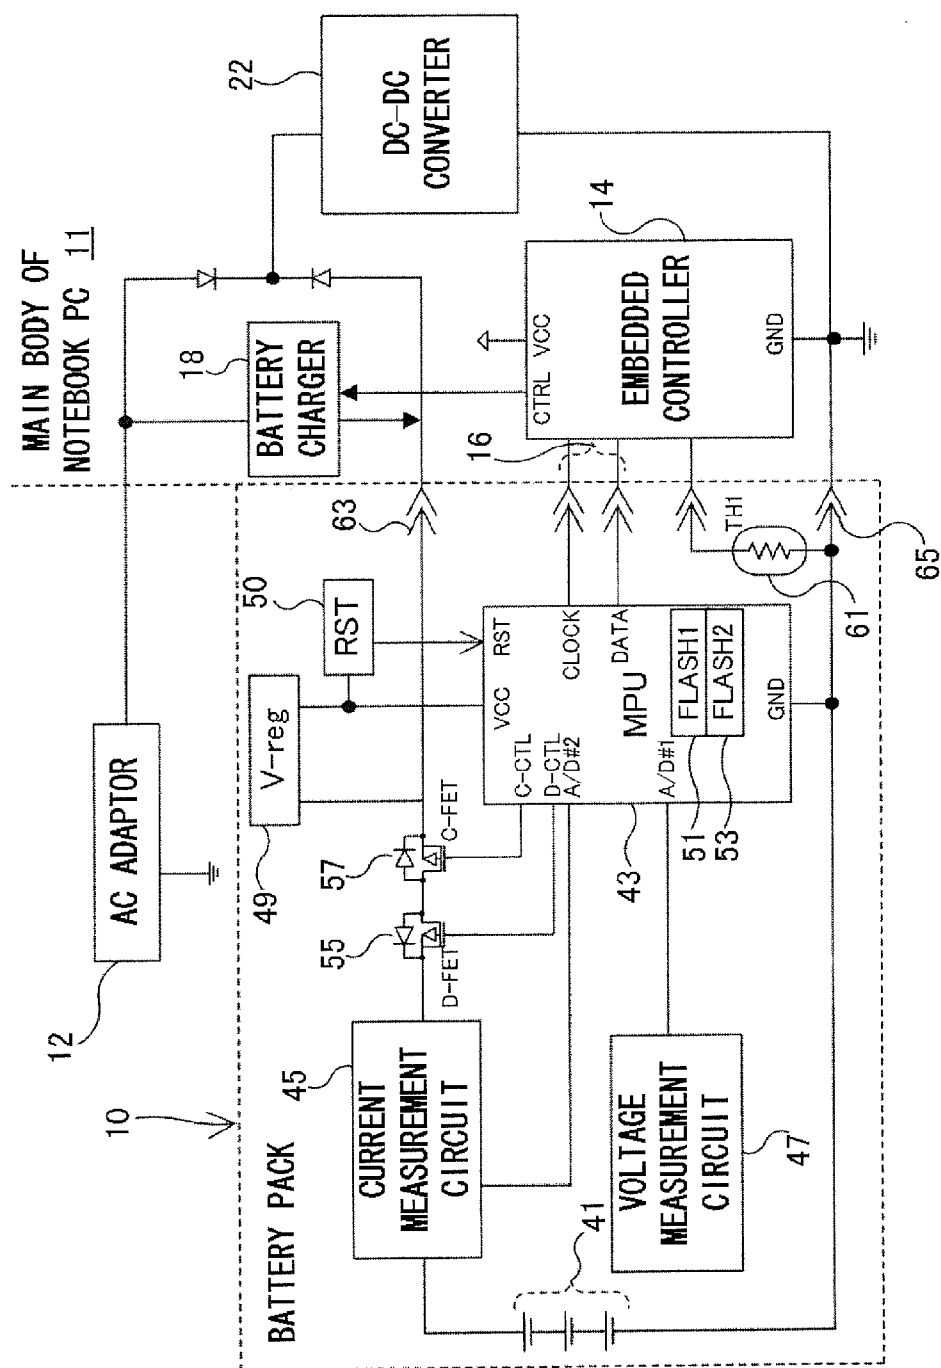 10
12
AC ADAPTOR
MAIN BODY OF
NOTEBOOK PC 11
BATTERY PACK
49
V-reg
50
RST
18
BATTERY
CHARGER
22
DC-DC
CONVERTER
45
CURRENT
MEASUREMENT
CIRCUIT
55
D-FET
57
C-FET
63
41
VOLTAGE
MEASUREMENT
CIRCUIT
47
43
C-CTL
D-CTL
A/D#2
A/D#1
VCC
RST
CLOCK
DATA
MPU
FLASH1
FLASH2
51
53
GND
16
CTRL
VCC
EMBEDDED
CONTROLLER
14
GND
TH1
61
65